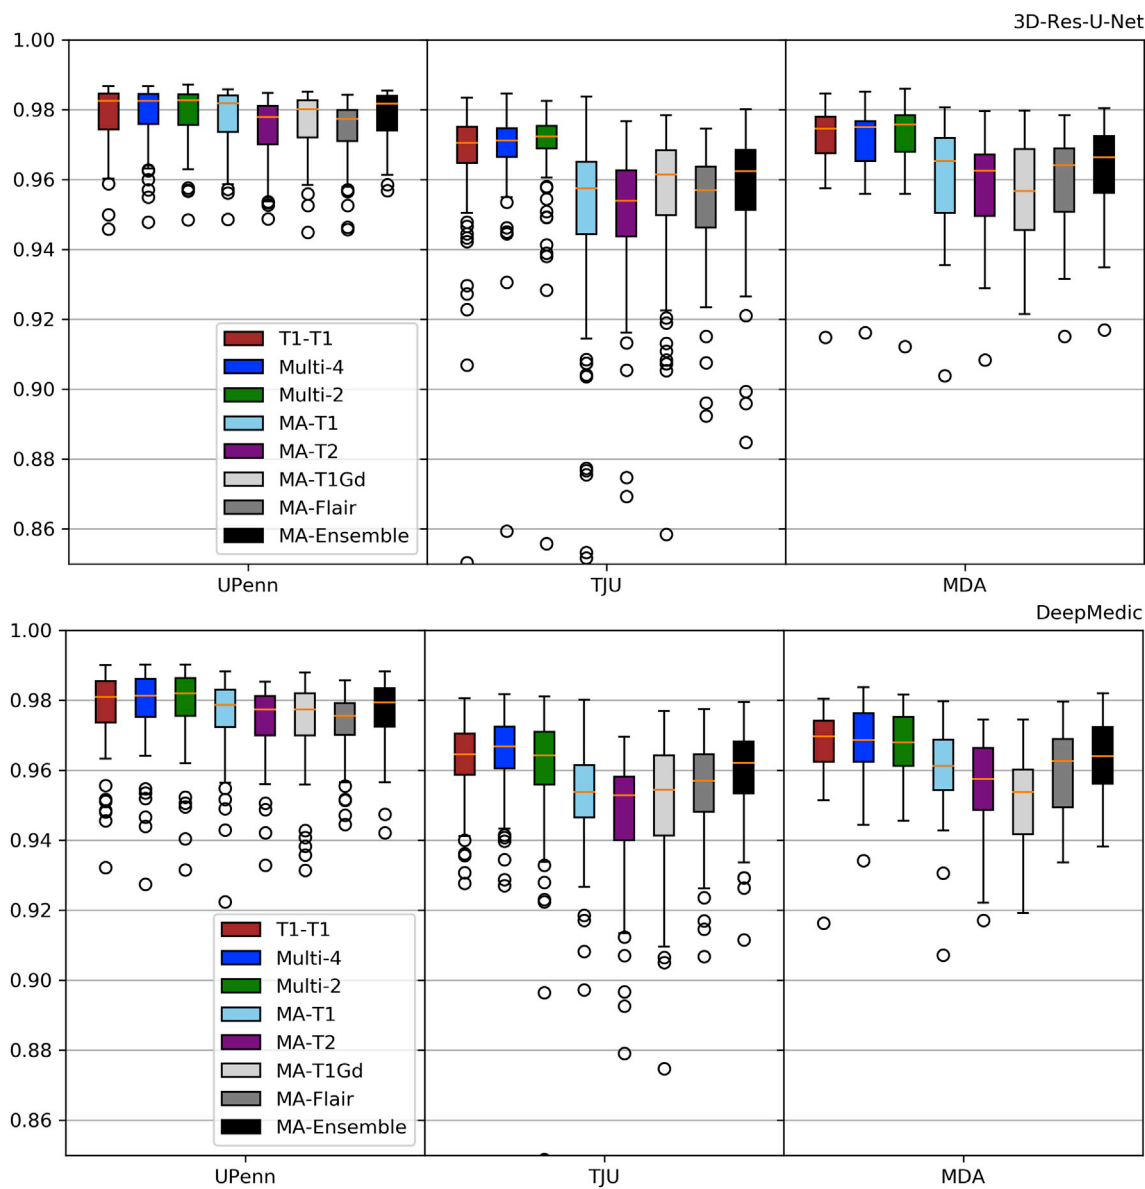 3D-Res-U-Net
1.00
0.98
0.96
0.94
0.92
0.90
0.88
0.86
T1-T1
Multi-4
Multi-2
MA-T1
MA-T2
MA-T1Gd
MA-Flair
MA-Ensemble
UPenn
TJU
MDA
DeepMedic
1.00
0.98
0.96
0.94
0.92
0.90
0.88
0.86
T1-T1
Multi-4
Multi-2
MA-T1
MA-T2
MA-T1Gd
MA-Flair
MA-Ensemble
UPenn
TJU
MDA